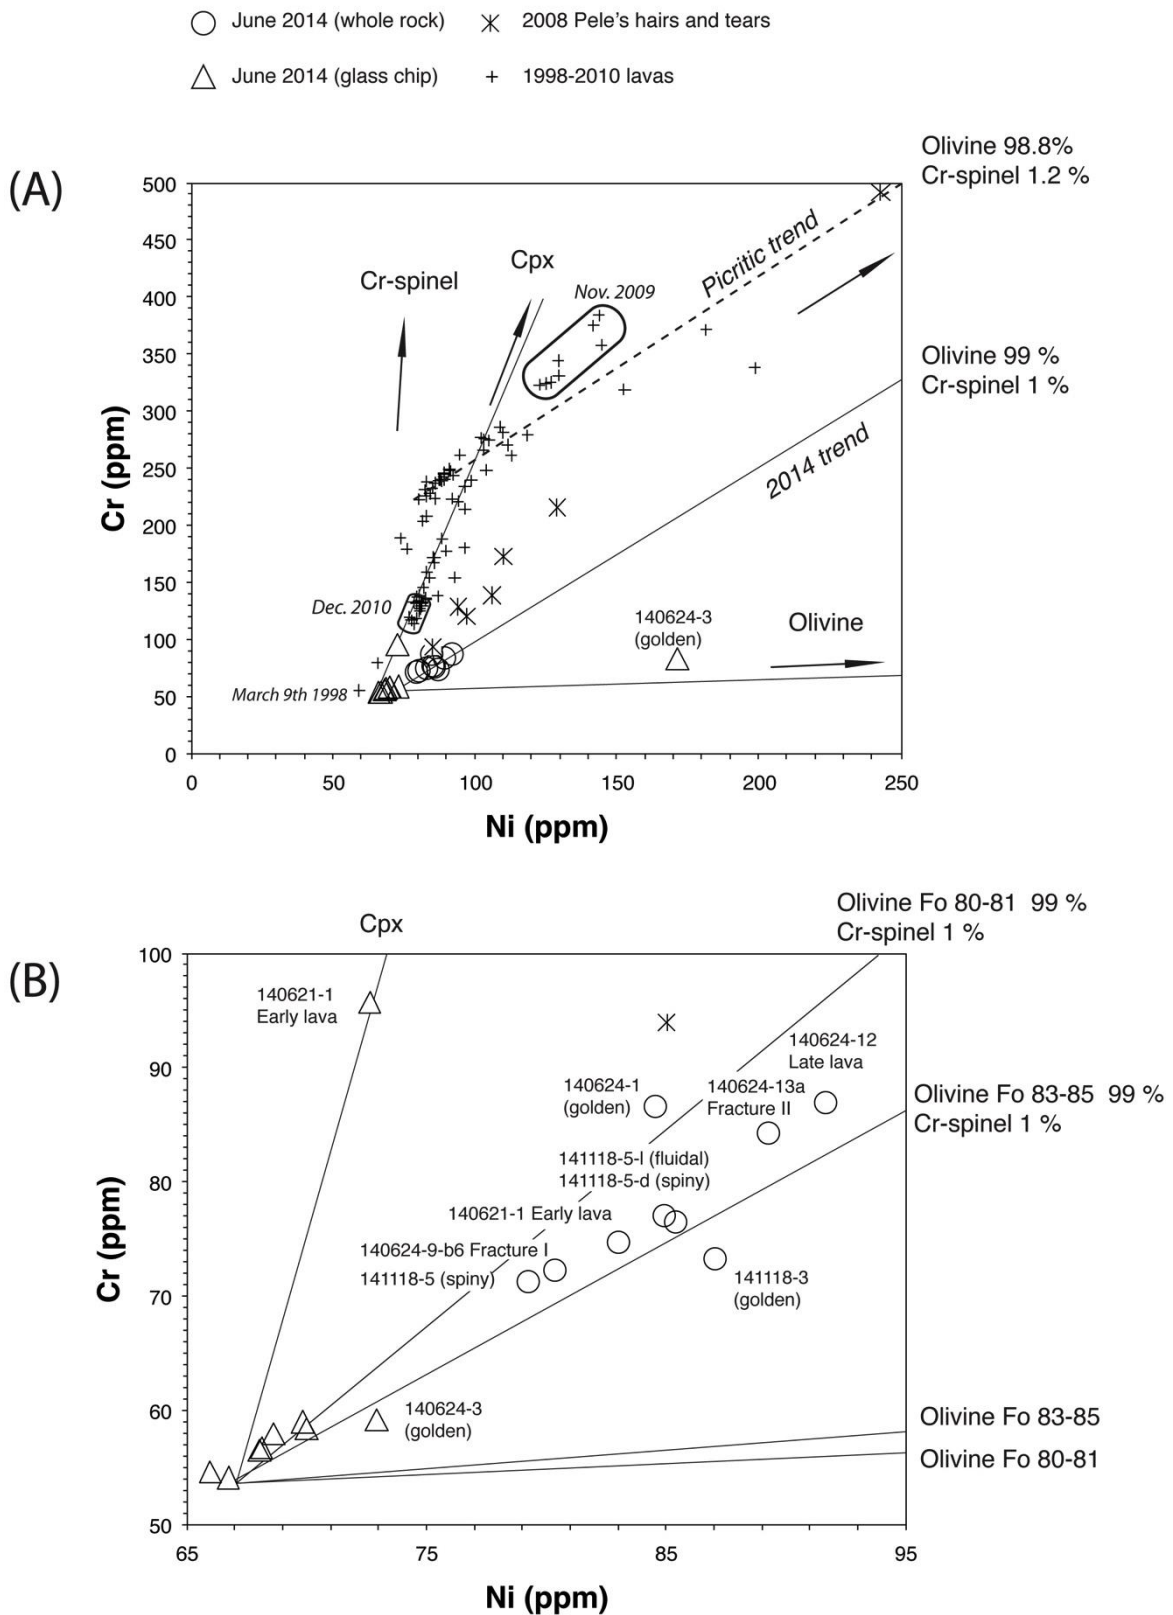 June 2014 (whole rock)
2008 Pele's hairs and tears
June 2014 (glass chip)
1998-2010 lavas
(A)
Olivine 98.8%
Cr-spinel 1.2 %
500
450
400
350
300
250
200
150
100
50
0
Cr (ppm)
Cr-spinel
Cpx
Nov. 2009
Picritic trend
Olivine 99 %
Cr-spinel 1 %
2014 trend
Dec. 2010
140624-3
(golden)
Olivine
March 9th 1998
0
50
100
150
200
250
Ni (ppm)
(B)
Cpx
Olivine Fo 80-81 99 %
Cr-spinel 1 %
100
90
80
70
60
50
Cr (ppm)
140621-1
Early lava
140624-12
Late lava
140624-1
(golden)
140624-13a
Fracture II
Olivine Fo 83-85 99 %
Cr-spinel 1 %
141118-5-l (fluidal)
141118-5-d (spiny)
140621-1 Early lava
140624-9-b6 Fracture I
141118-5 (spiny)
141118-3
(golden)
140624-3
(golden)
Olivine Fo 83-85
Olivine Fo 80-81
65
75
85
95
Ni (ppm)